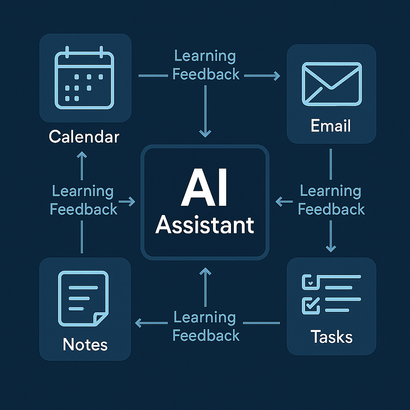 Learning
Feedback
Calendar
Email
AI
Assistant
Learning
Feedback
Learning
Feedback
Notes
Learning
Feedback
Tasks